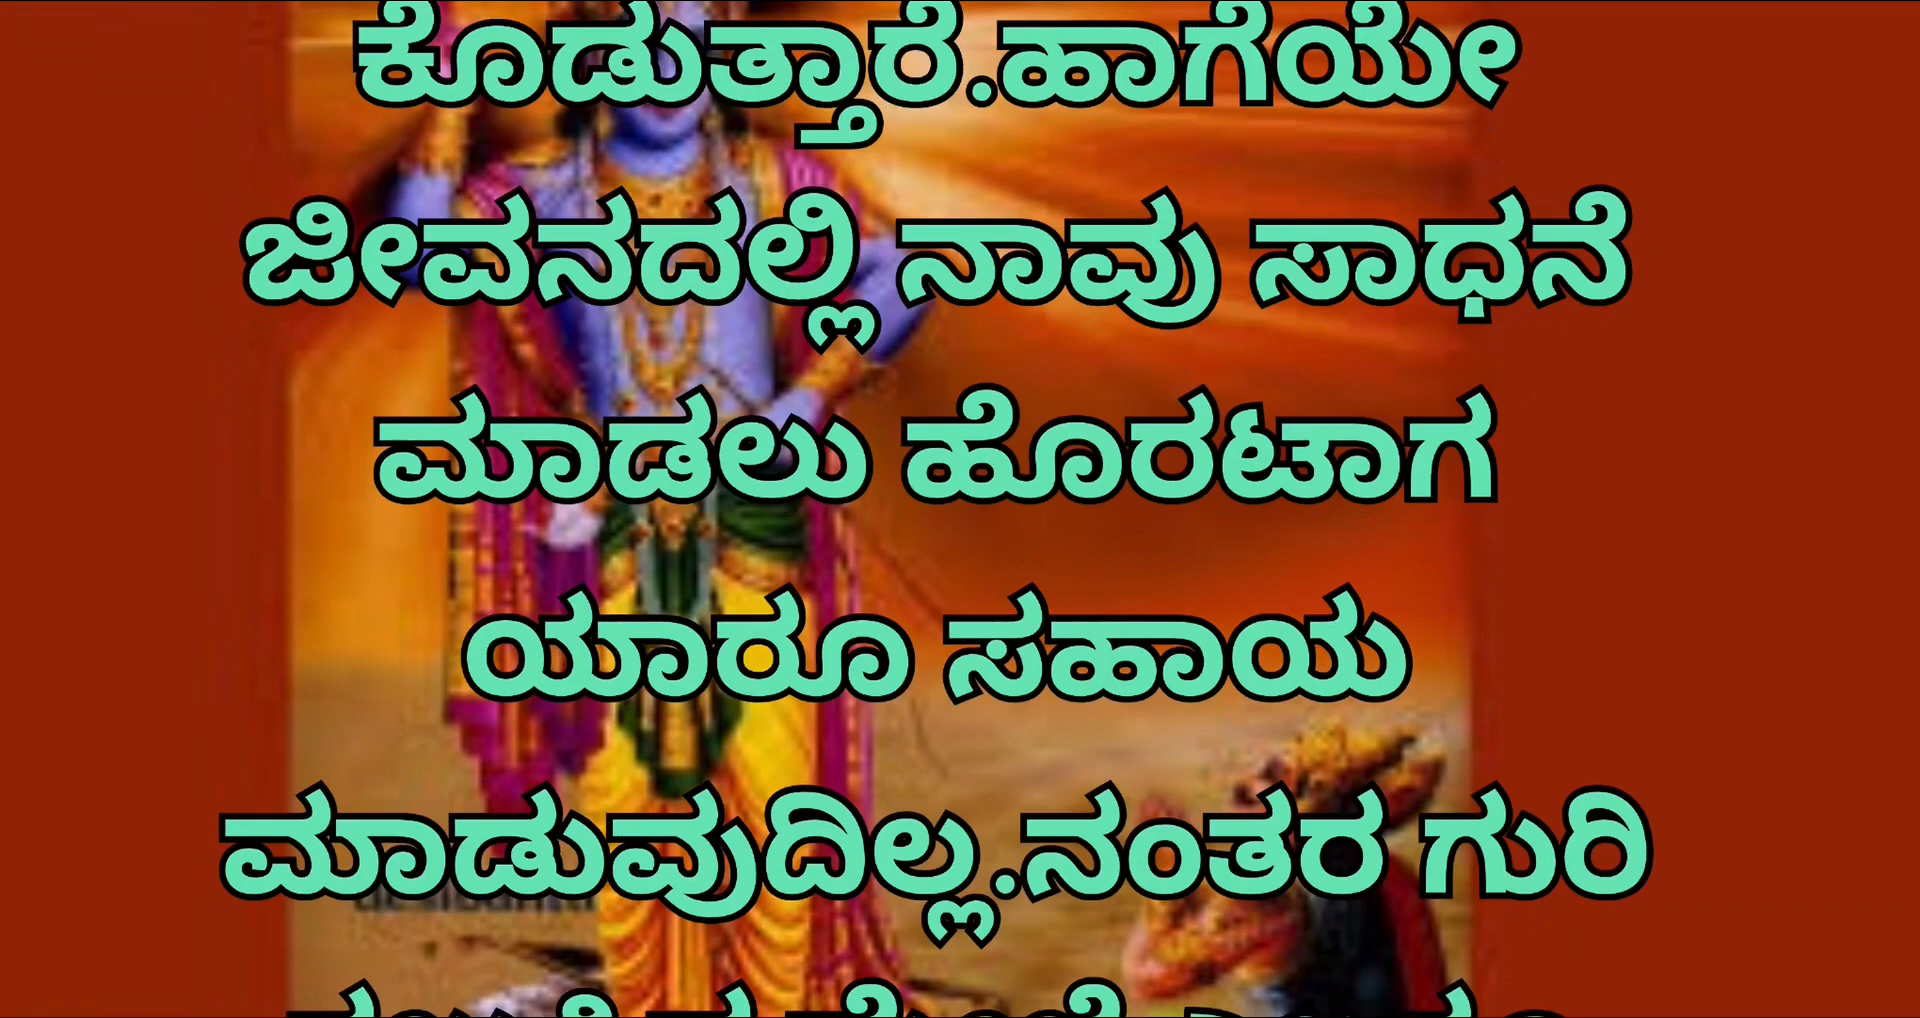 ಕೊಡುತ್ತಾರೆ.ಹಾಗೆಯೇ
ಜೀವನದಲ್ಲಿ ನಾವು ಸಾಧನೆ
ಮಾಡಲು ಹೊರಟಾಗ
ಯಾರೂ ಸಹಾಯ
ಮಾಡುವುದಿಲ್ಲ.ನಂತರ ಗುರಿ